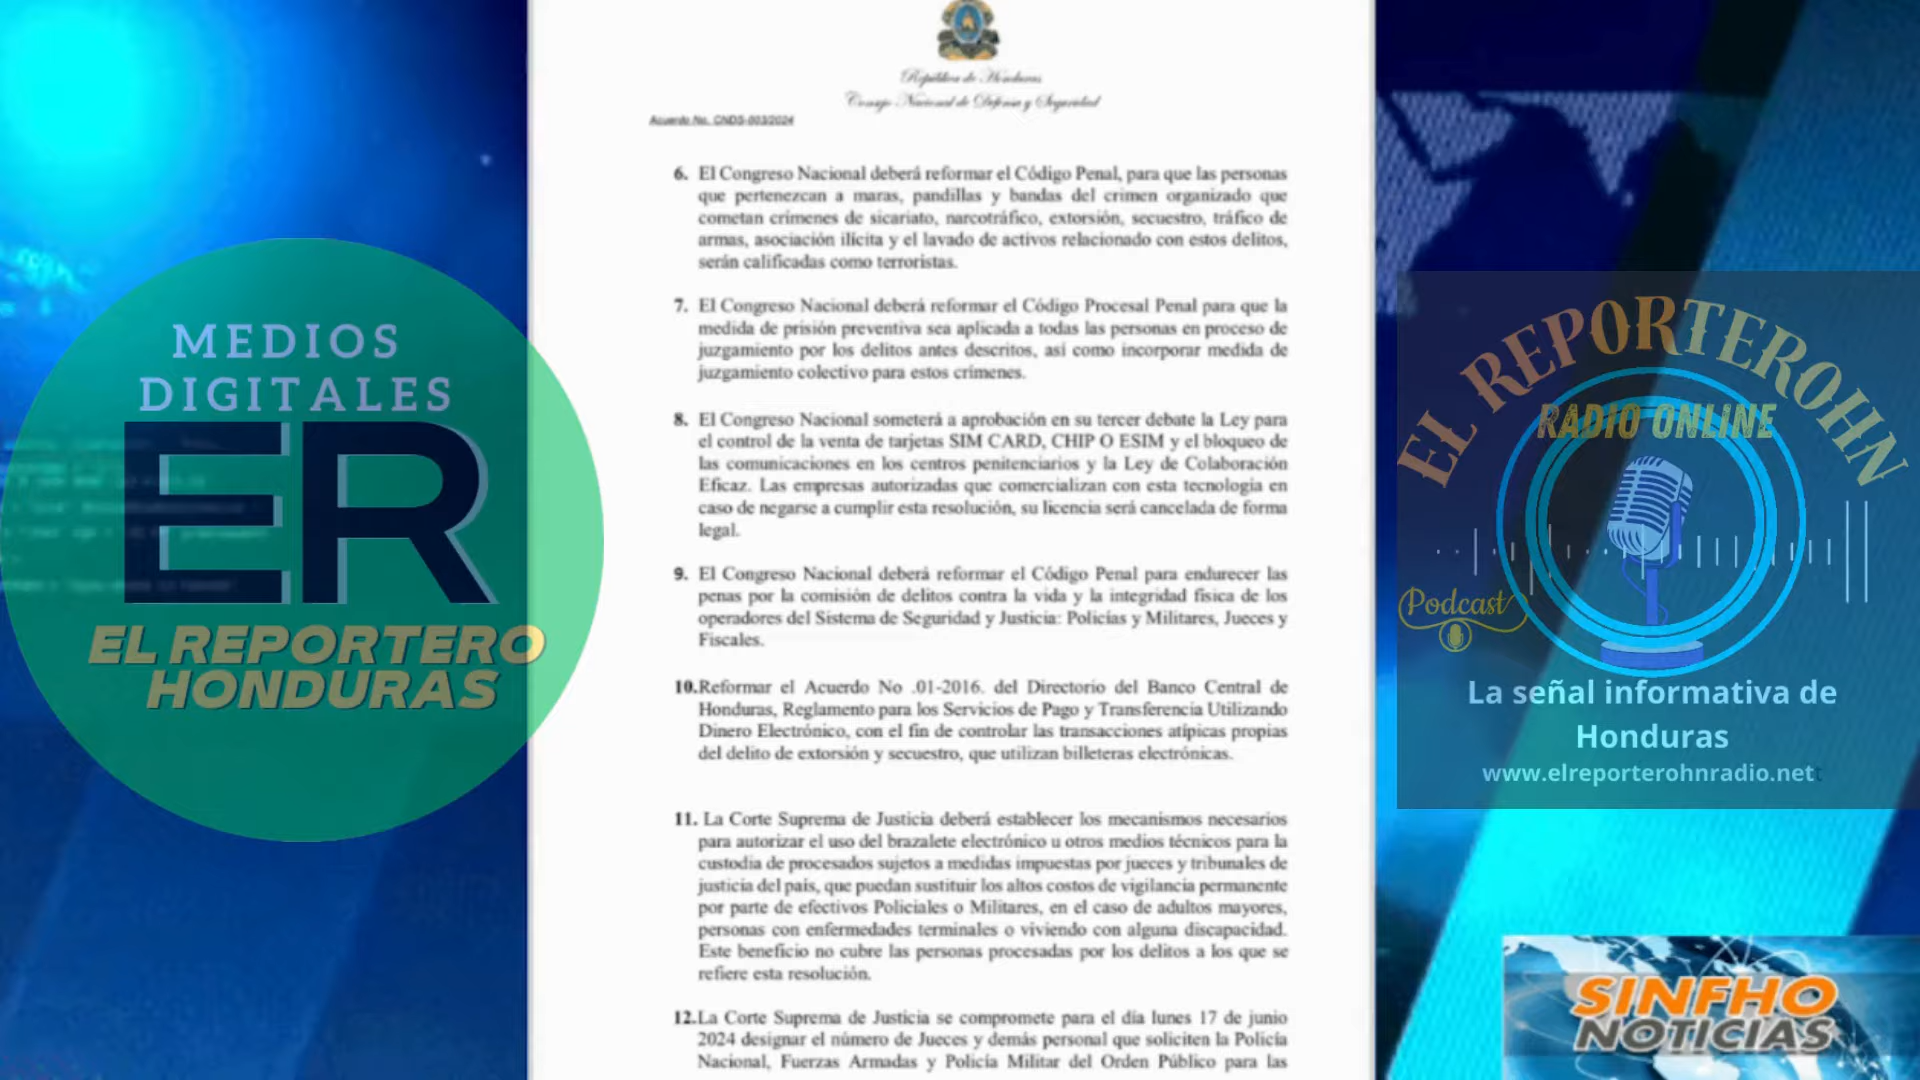 República de Honduras
Consejo Nacional de Defensa y Seguridad
Acuerdo No. CNDS-003/2024
6. El Congreso Nacional deberá reformar el Código Penal, para que las personas
que pertenezcan a maras, pandillas y bandas del crimen organizado que
cometan crímenes de sicariato, narcotráfico, extorsión, secuestro, tráfico de
armas, asociación ilícita y el lavado de activos relacionado con estos delitos,
serán calificadas como terroristas.
7. El Congreso Nacional deberá reformar el Código Procesal Penal para que la
medida de prisión preventiva sea aplicada a todas las personas en proceso de
juzgamiento por los delitos antes descritos, así como incorporar medida de
juzgamiento colectivo para estos crímenes.
8. El Congreso Nacional someterá a aprobación en su tercer debate la Ley para
el control de la venta de tarjetas SIM CARD, CHIP O ESIM y el bloqueo de
las comunicaciones en los centros penitenciarios y la Ley de Colaboración
Eficaz. Las empresas autorizadas que comercializan con esta tecnología en
caso de negarse a cumplir esta resolución, su licencia será cancelada de forma
legal.
9. El Congreso Nacional deberá reformar el Código Penal para endurecer las
penas por la comisión de delitos contra la vida y la integridad física de los
operadores del Sistema de Seguridad y Justicia: Policías y Militares, Jueces y
Fiscales.
10.Reformar el Acuerdo No .01-2016. del Directorio del Banco Central de
Honduras, Reglamento para los Servicios de Pago y Transferencia Utilizando
Dinero Electrónico, con el fin de controlar las transacciones atípicas propias
del delito de extorsión y secuestro, que utilizan billeteras electrónicas.
11. La Corte Suprema de Justicia deberá establecer los mecanismos necesarios
para autorizar el uso del brazalete electrónico u otros medios técnicos para la
custodia de procesados sujetos a medidas impuestas por jueces y tribunales de
justicia del país, que puedan sustituir los altos costos de vigilancia permanente
por parte de efectivos Policiales o Militares, en el caso de adultos mayores,
personas con enfermedades terminales o viviendo con alguna discapacidad.
Este beneficio no cubre las personas procesadas por los delitos a los que se
refiere esta resolución.
12.La Corte Suprema de Justicia se compromete para el día lunes 17 de junio
2024 designar el número de Jueces y demás personal que soliciten la Policía
Nacional, Fuerzas Armadas y Policía Militar del Orden Público para las
MEDIOS
DIGITALES
ER
EL REPORTERO
HONDURAS
EL REPORTEROHN
RADIO ONLINE
Podcast
La señal informativa de
Honduras
www.elreporterohnradio.net
SINFHO
NOTICIAS